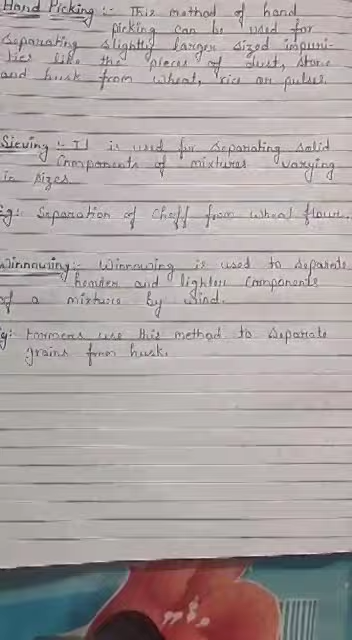 Hand Picking :- This method of hand
picking can be used for
separating slightly larger sized impuri-
ties like the pieces of dust, stone
and husk from wheat, rice or pulses.
Sieving :- It is used for separating solid
components of mixtures varying
in sizes.
Eg: Separation of Choff from wheat flour.
Winnowing :- Winnowing is used to separate
heavier and lighter components
of a mixture by wind.
Eg: Farmers use this method to separate
grains from husk.